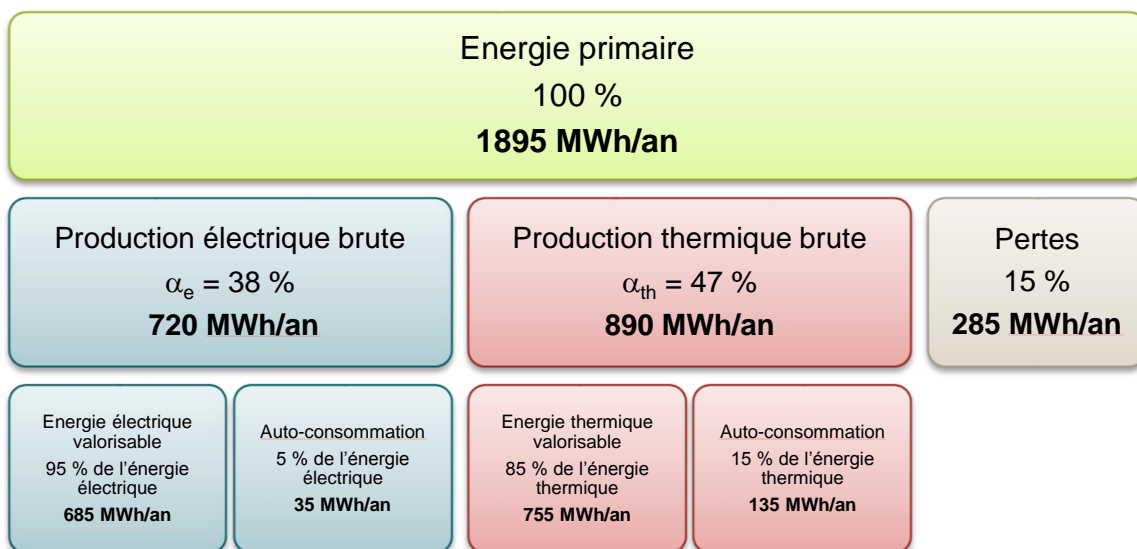 Energie primaire
100 %
1895 MWh/an
Production électrique brute
αe = 38 %
720 MWh/an
Production thermique brute
αth = 47 %
890 MWh/an
Pertes
15 %
285 MWh/an
Energie électrique
valorisable
95 % de l’énergie
électrique
685 MWh/an
Auto-consommation
5 % de l’énergie
électrique
35 MWh/an
Energie thermique
valorisable
85 % de l’énergie
thermique
755 MWh/an
Auto-consommation
15 % de l’énergie
thermique
135 MWh/an